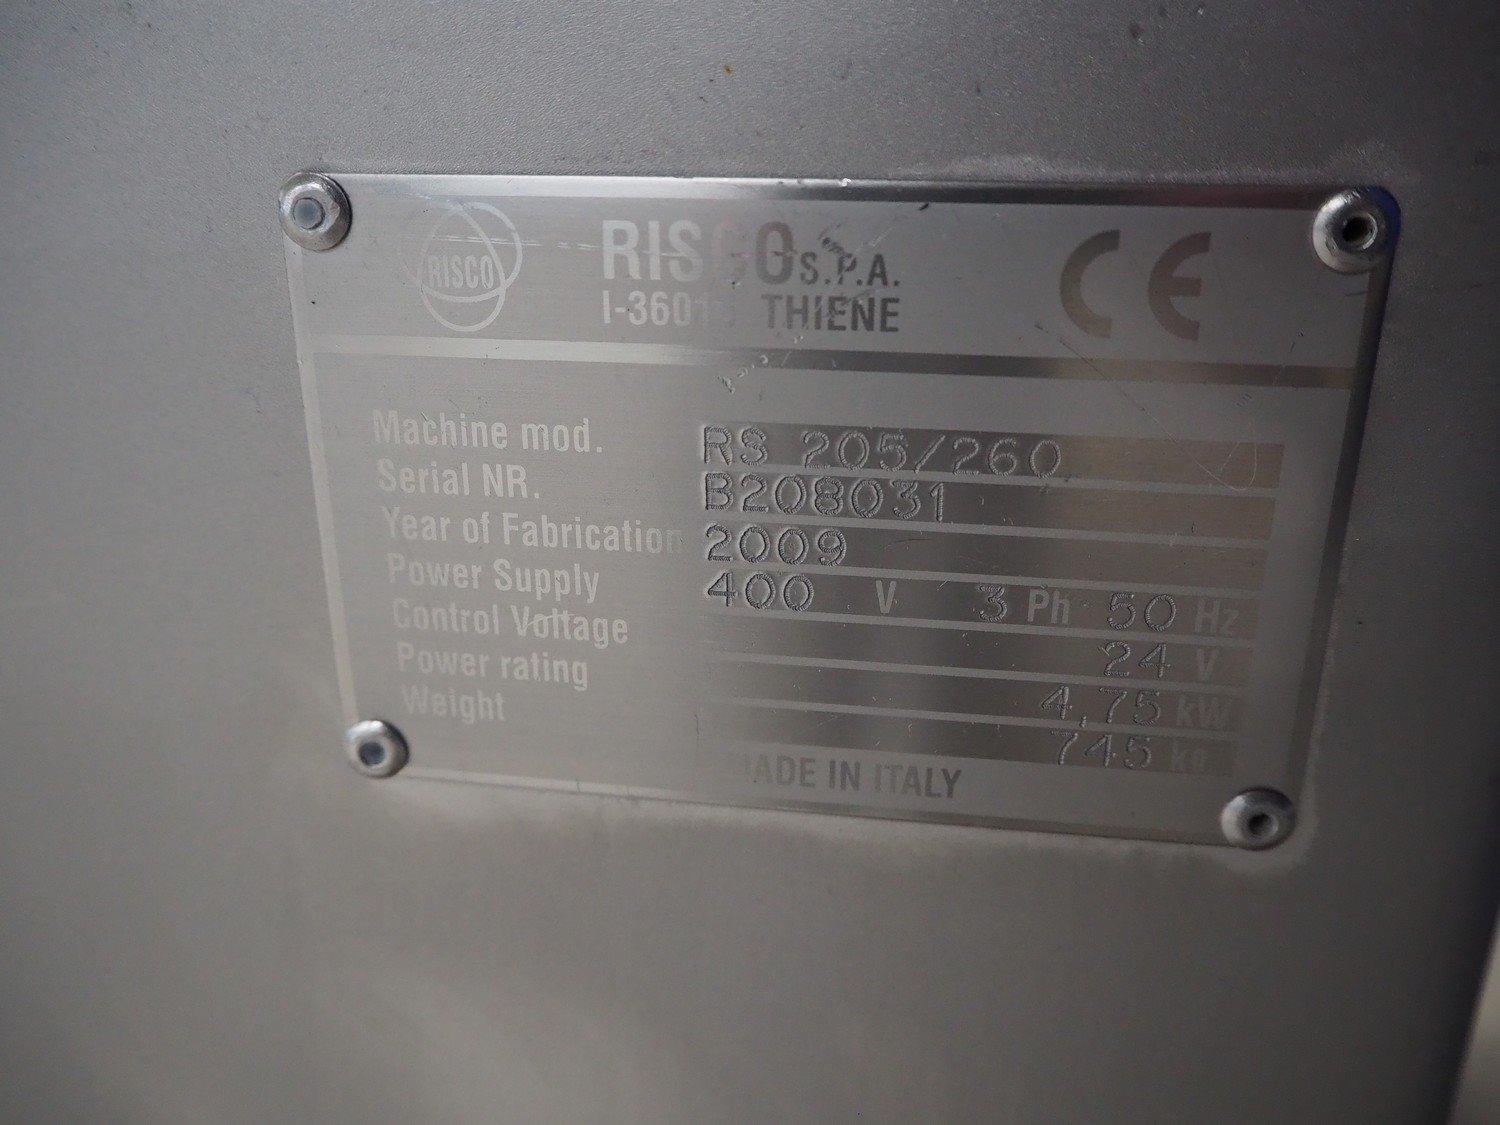 RISCO
RISCO S.P.A.
THIENE
CE
Machine mod. RS 205/260
Serial NR. B208031
Year of Fabrication 2009
Power Supply 400 V 3 Ph 50 Hz
Control Voltage 24 V
Power rating 4,75 kW
Weight 745 kg
MADE IN ITALY